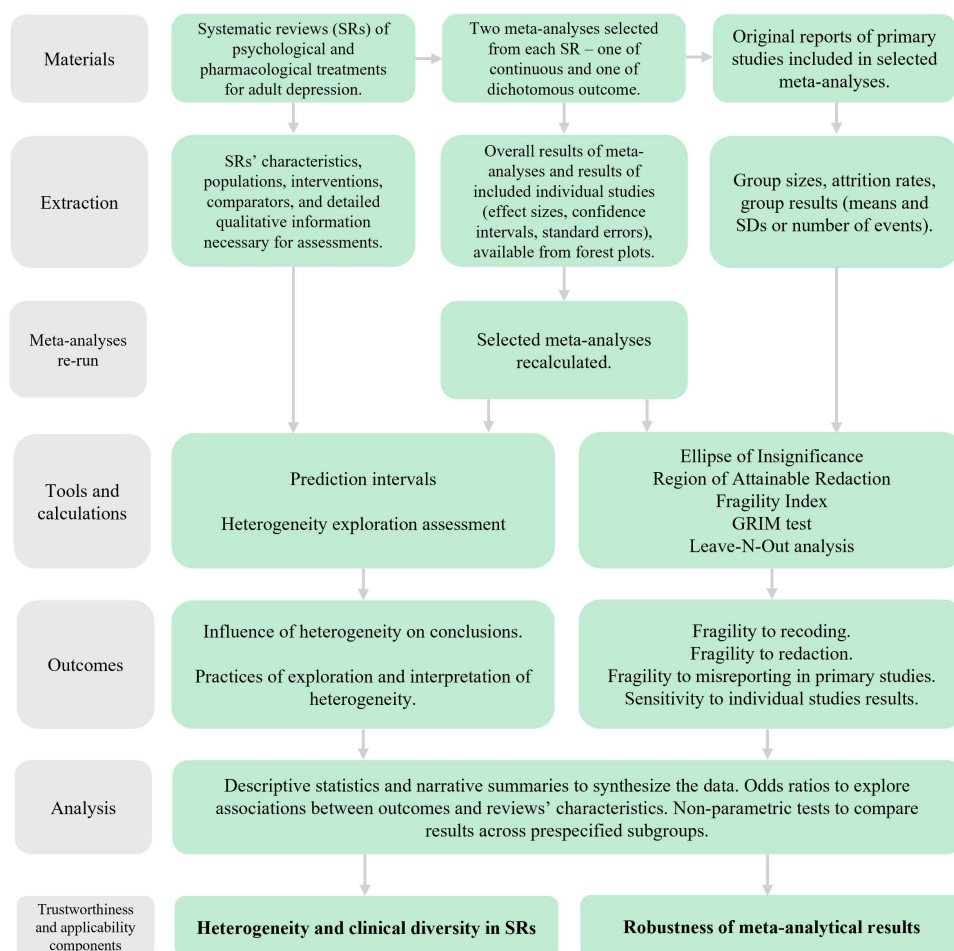 Materials
Systematic reviews (SRs) of
psychological and
pharmacological treatments
for adult depression.
Two meta-analyses selected
from each SR – one of
continuous and one of
dichotomous outcome.
Original reports of primary
studies included in selected
meta-analyses.
Extraction
SRs’ characteristics,
populations, interventions,
comparators, and detailed
qualitative information
necessary for assessments.
Overall results of meta-
analyses and results of
included individual studies
(effect sizes, confidence
intervals, standard errors),
available from forest plots.
Group sizes, attrition rates,
group results (means and
SDs or number of events).
Meta-analyses
re-run
Selected meta-analyses
recalculated.
Tools and
calculations
Prediction intervals
Heterogeneity exploration assessment
Ellipse of Insignificance
Region of Attainable Redaction
Fragility Index
GRIM test
Leave-N-Out analysis
Outcomes
Influence of heterogeneity on conclusions.
Practices of exploration and interpretation of
heterogeneity.
Fragility to recoding.
Fragility to redaction.
Fragility to misreporting in primary studies.
Sensitivity to individual studies results.
Analysis
Descriptive statistics and narrative summaries to synthesize the data. Odds ratios to explore
associations between outcomes and reviews’ characteristics. Non-parametric tests to compare
results across prespecified subgroups.
Trustworthiness
and applicability
components
Heterogeneity and clinical diversity in SRs
Robustness of meta-analytical results